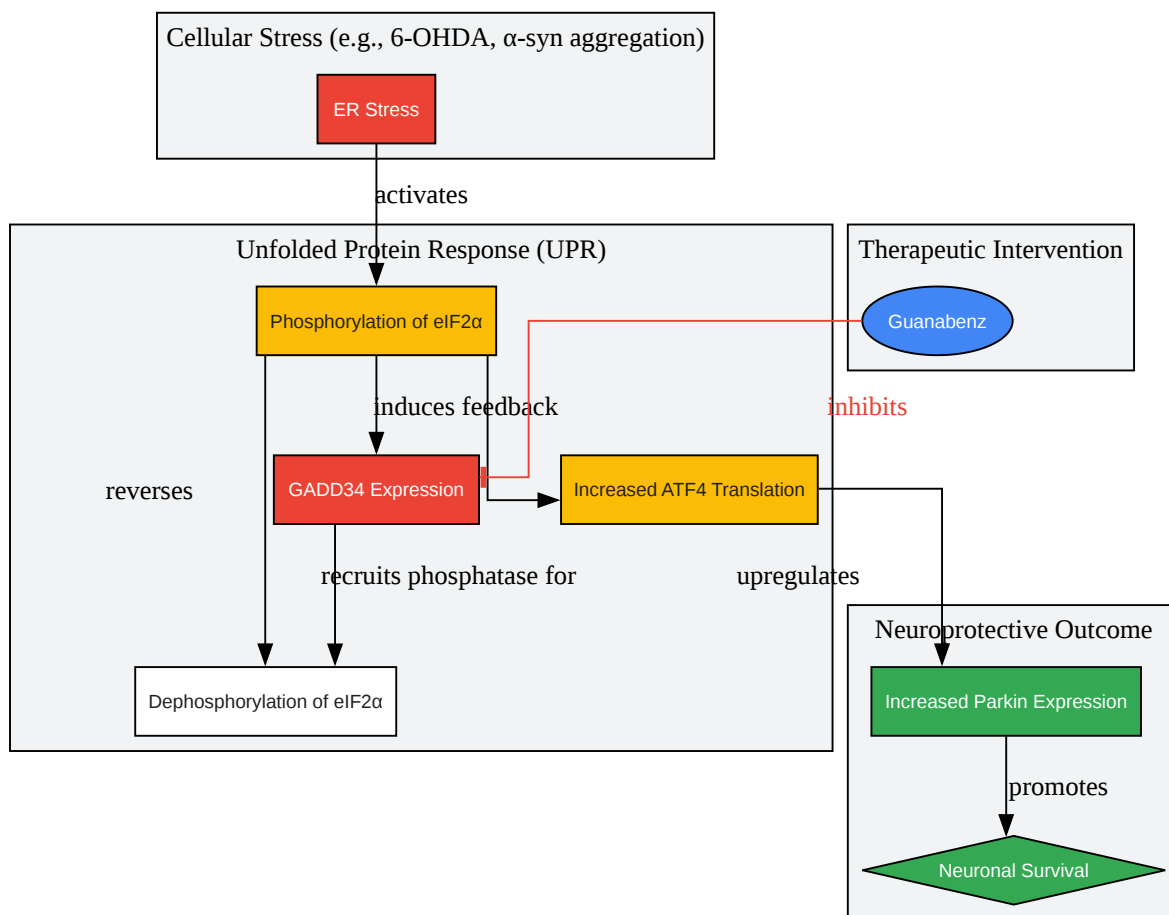 Cellular Stress (e.g., 6-OHDA, α-syn aggregation)
ER Stress
activates
Unfolded Protein Response (UPR)
Therapeutic Intervention
Phosphorylation of eIF2α
Guanabenz
induces feedback
inhibits
reverses
GADD34 Expression
Increased ATF4 Translation
recruits phosphatase for
upregulates
Neuroprotective Outcome
Dephosphorylation of eIF2α
Increased Parkin Expression
promotes
Neuronal Survival